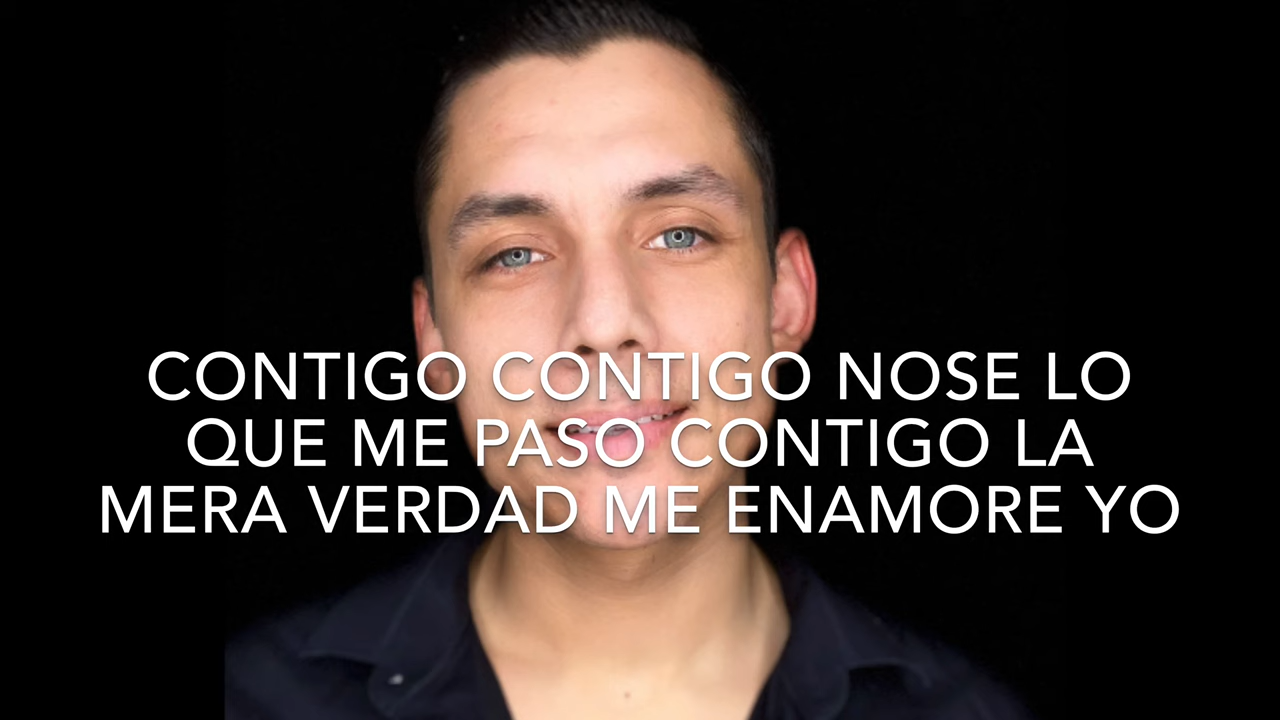 CONTIGO CONTIGO NOSE LO
QUE ME PASO CONTIGO LA
MERA VERDAD ME ENAMORE YO